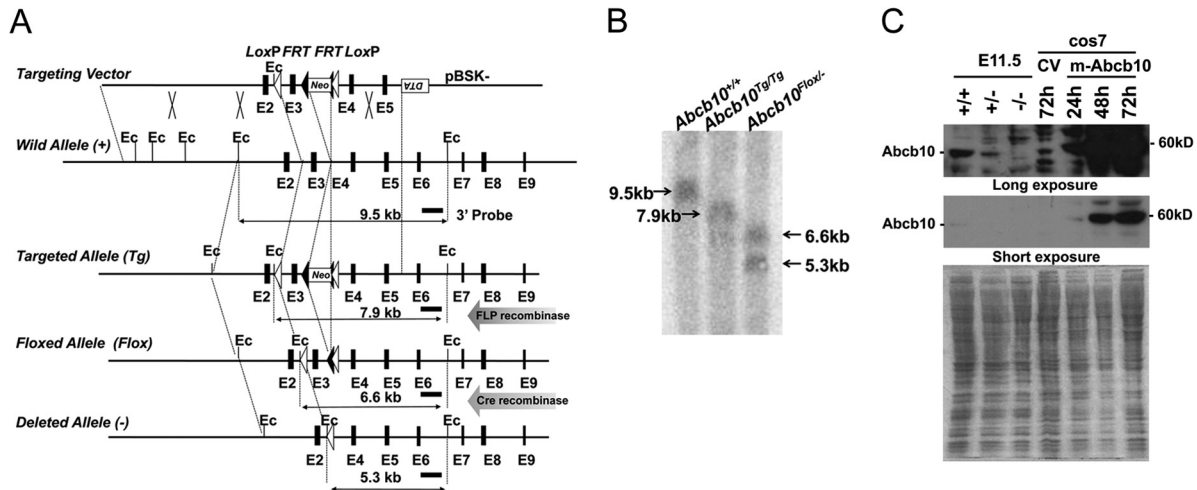 A
LoxP FRT FRT LoxP
Ec
Targeting Vector
Neo
DTA
pBSK-
E2 E3 E4 E5
Ec Ec Ec Ec Ec
Wild Allele (+)
E2 E3 E4 E5 E6 E7 E8 E9
9.5 kb
3' Probe
Ec Ec Ec
Targeted Allele (Tg)
Neo
E2 E3 E4 E5 E6 E7 E8 E9
7.9 kb
FLP recombinase
Ec Ec Ec
Floxed Allele (Flox)
E2 E3 E4 E5 E6 E7 E8 E9
6.6 kb
Cre recombinase
Ec Ec Ec
Deleted Allele (-)
E2 E4 E5 E6 E7 E8 E9
5.3 kb
B
Abcb10+/+
Abcb10Tg/Tg
Abcb10Flox/-
9.5kb
7.9kb
6.6kb
5.3kb
C
cos7
E11.5 CV m-Abcb10
+/+ +/- -/- 72h 24h 48h 72h
Abcb10 - - 60kD
Long exposure
Abcb10 - - 60kD
Short exposure